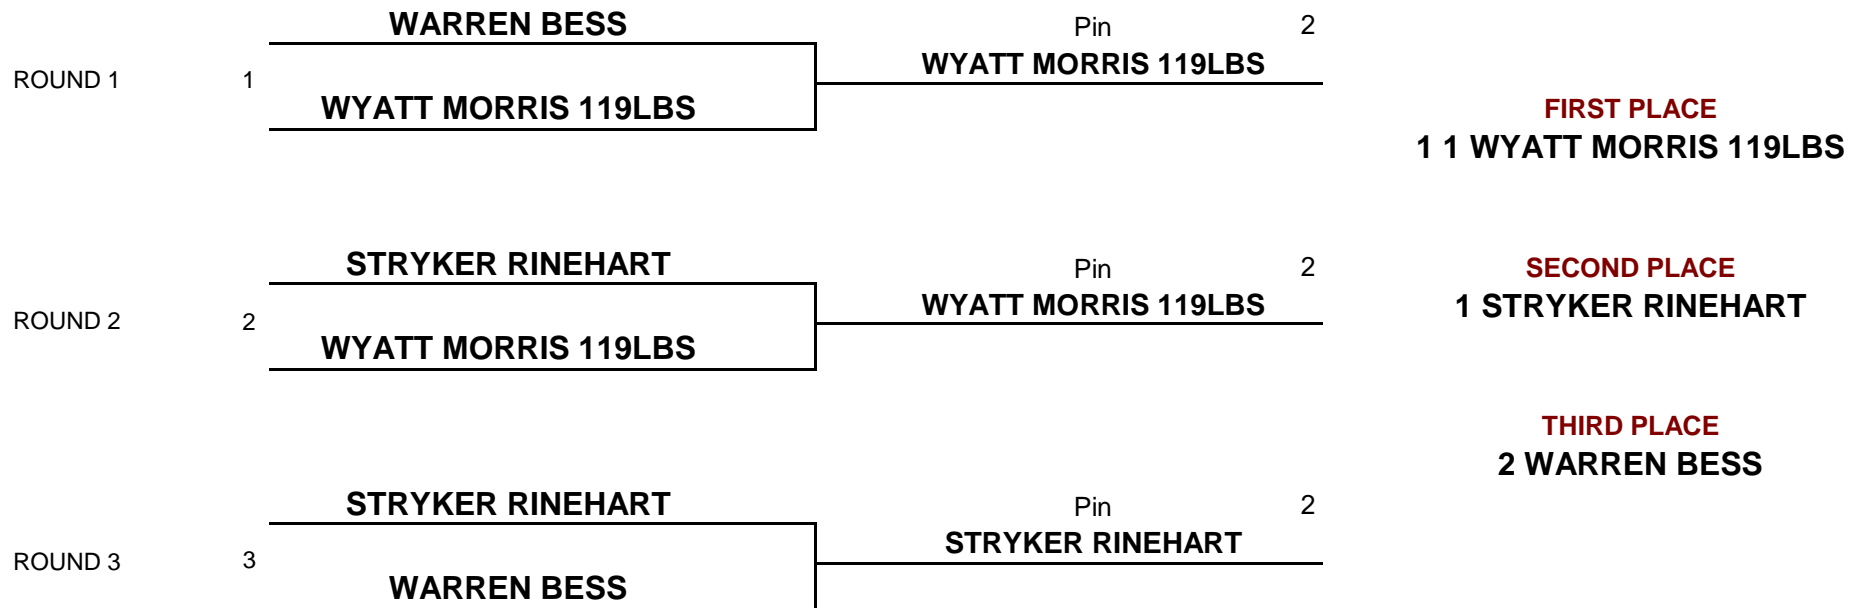 WARREN BESS
Pin 2
WYATT MORRIS 119LBS
ROUND 1 1
WYATT MORRIS 119LBS
FIRST PLACE
1 1 WYATT MORRIS 119LBS
STRYKER RINEHART
Pin 2
SECOND PLACE
WYATT MORRIS 119LBS
1 STRYKER RINEHART
ROUND 2 2
WYATT MORRIS 119LBS
THIRD PLACE
2 WARREN BESS
STRYKER RINEHART
Pin 2
STRYKER RINEHART
ROUND 3 3
WARREN BESS